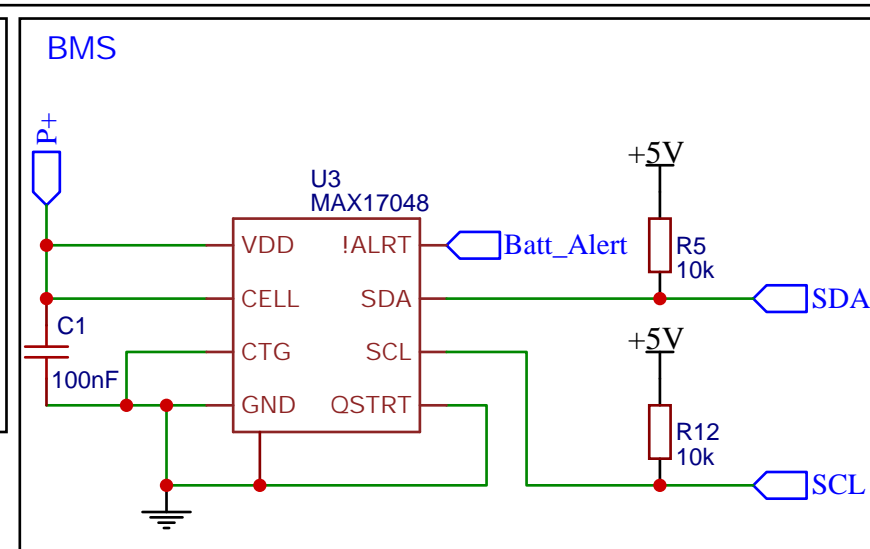 BMS
P+
U3
MAX17048
VDD
!ALRT
CELL
SDA
CTG
SCL
GND
QSTRT
C1
100nF
Batt_Alert
+5V
R5
10k
SDA
+5V
R12
10k
SCL